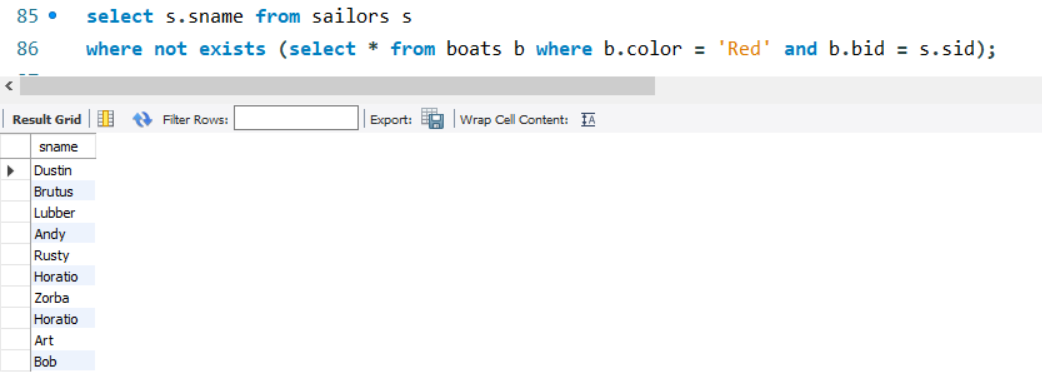 85 select s.sname from sailors s
86 where not exists (select * from boats b where b.color = 'Red' and b.bid = s.sid);
Result Grid Filter Rows: Export: Wrap Cell Content: IA
sname
Dustin
Brutus
Lubber
Andy
Rusty
Horatio
Zorba
Horatio
Art
Bob